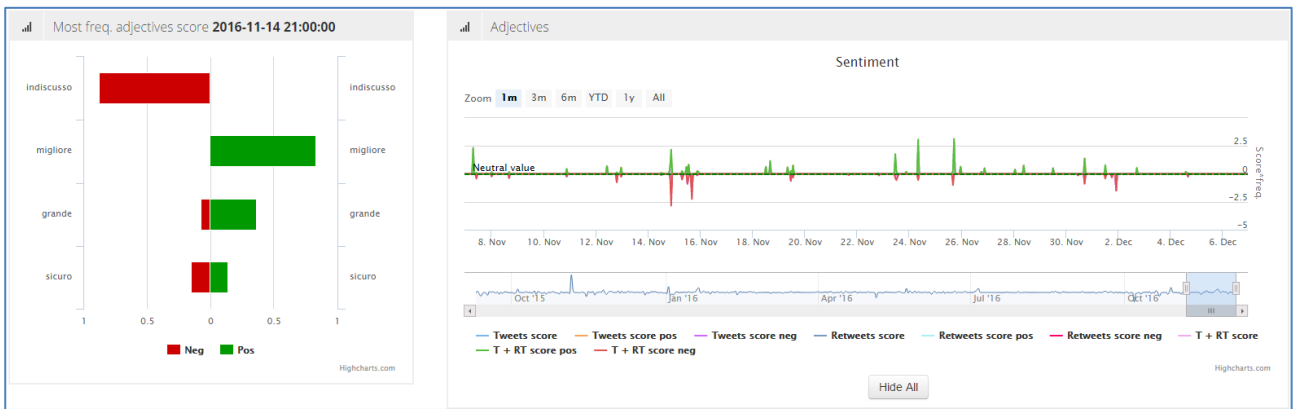 Most freq. adjectives score 2016-11-14 21:00:00
indiscusso
indiscusso
migliore
migliore
grande
grande
sicuro
sicuro
1
0.5
0
0.5
1
Neg
Pos
Highcharts.com
Adjectives
Sentiment
Zoom 1m 3m 6m YTD 1y All
Neutral value
2.5
0
-2.5
-5
Score*freq.
8. Nov
10. Nov
12. Nov
14. Nov
16. Nov
18. Nov
20. Nov
22. Nov
24. Nov
26. Nov
28. Nov
30. Nov
2. Dec
4. Dec
6. Dec
Oct '15
Jan '16
Apr '16
Jul '16
Oct '16
Tweets score
Tweets score pos
Tweets score neg
Retweets score
Retweets score pos
Retweets score neg
T + RT score
T + RT score pos
T + RT score neg
Highcharts.com
Hide All